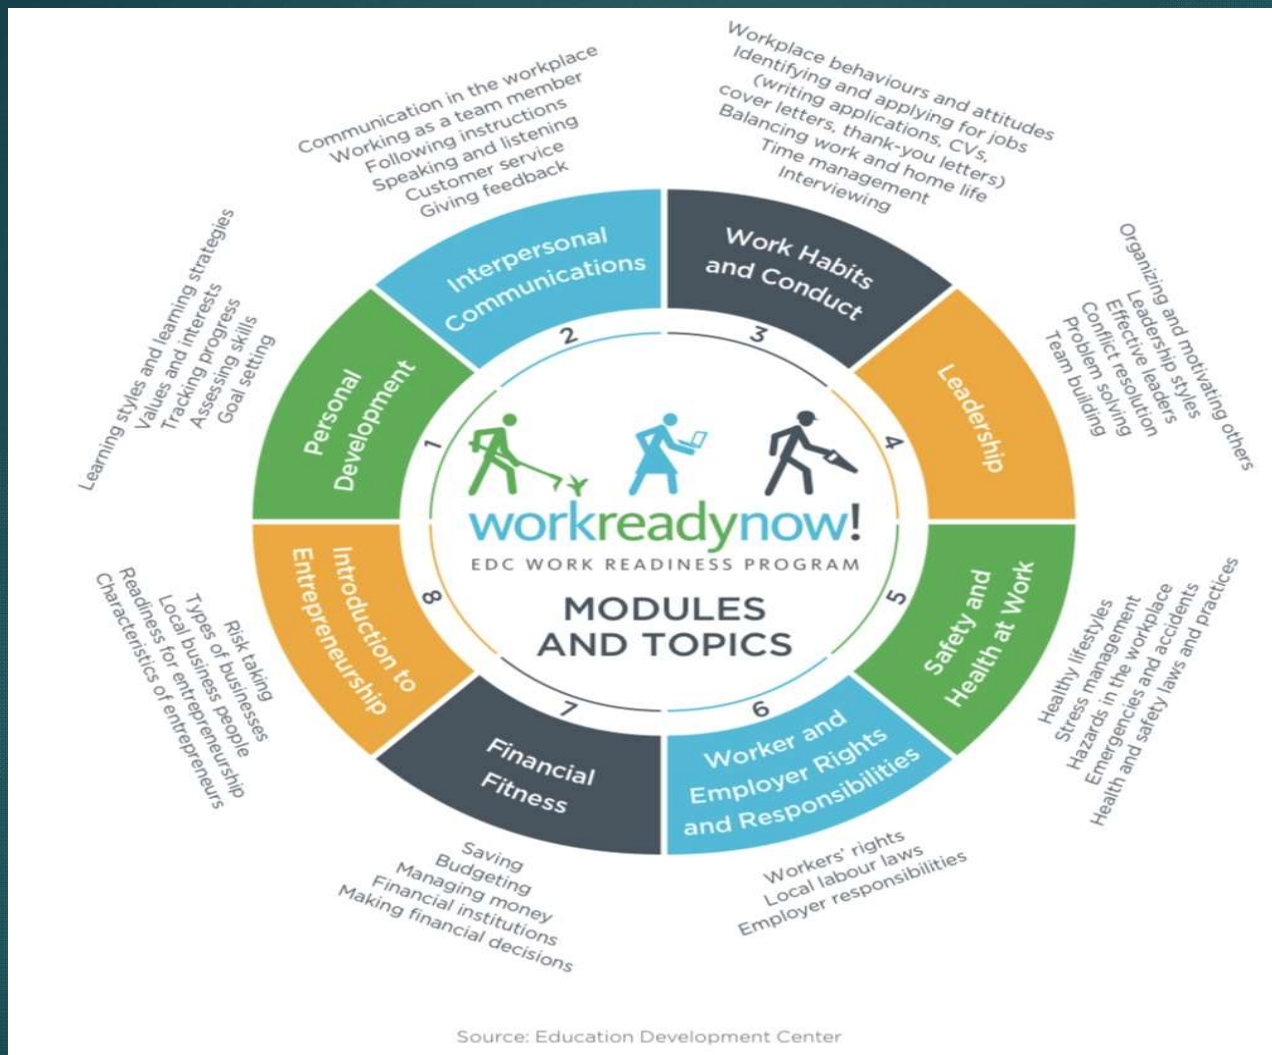 Communication in the workplace
Working as a team member
Following instructions
Speaking and listening
Customer service
Giving feedback
Workplace behaviours and attitudes
Identifying and applying for jobs
(writing applications, CVs,
cover letters, thank-you letters)
Balancing work and home life
Time management
Interviewing
Learning styles and learning strategies
Values and interests
Tracking progress
Assessing skills
Goal setting
Organizing and motivating others
Leadership styles
Effective leaders
Conflict resolution
Problem solving
Team building
Personal
Development
1
Interpersonal
Communications
2
Work Habits
and Conduct
3
Leadership
4
Safety and
Health at Work
5
Worker and
Employer Rights
and Responsibilities
6
Financial
Fitness
7
Introduction to
Entrepreneurship
8
workreadynow!
EDC WORK READINESS PROGRAM
MODULES
AND TOPICS
Healthy lifestyles
Stress management
Hazards in the workplace
Emergencies and accidents
Health and safety laws and practices
Workers' rights
Local labour laws
Employer responsibilities
Saving
Budgeting
Managing money
Financial institutions
Making financial decisions
Risk taking
Types of businesses
Local business people
Readiness for entrepreneurship
Characteristics of entrepreneurs
Source: Education Development Center